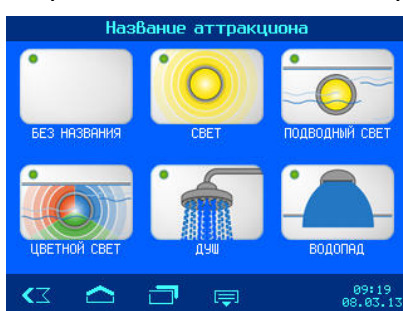 Название аттракциона
БЕЗ НАЗВАНИЯ
СВЕТ
ПОДВОДНЫЙ СВЕТ
ЦВЕТНОЙ СВЕТ
ДУШ
ВОДОПАД
09:19
08.03.13